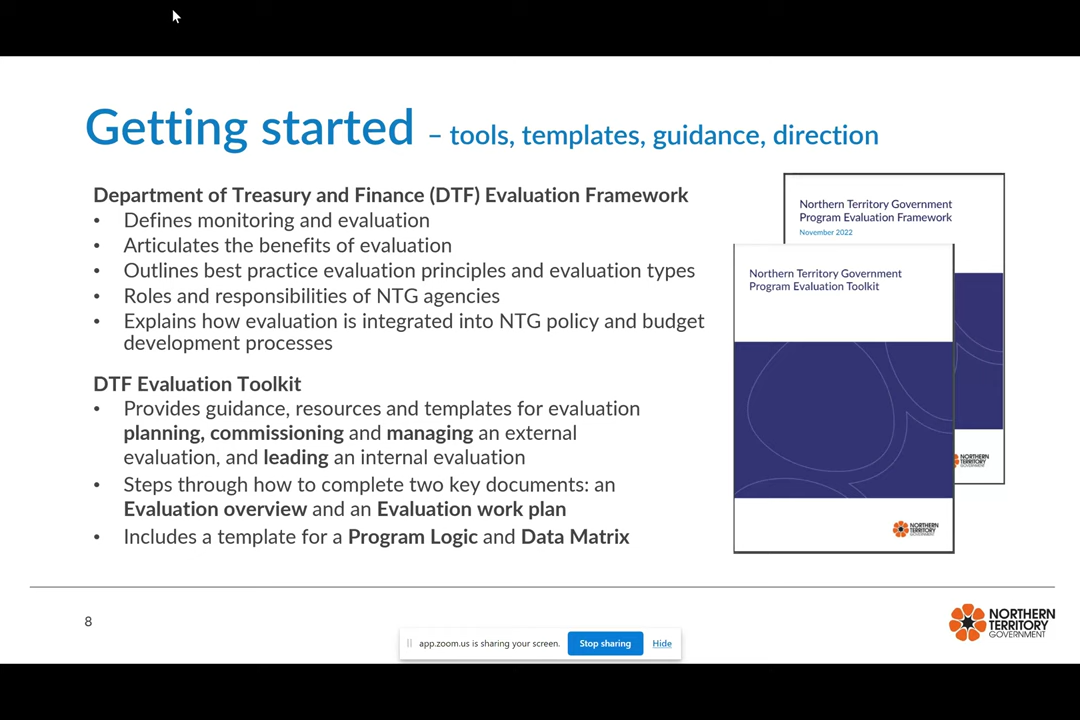 Getting started – tools, templates, guidance, direction
Department of Treasury and Finance (DTF) Evaluation Framework
• Defines monitoring and evaluation
• Articulates the benefits of evaluation
• Outlines best practice evaluation principles and evaluation types
• Roles and responsibilities of NTG agencies
• Explains how evaluation is integrated into NTG policy and budget
development processes
DTF Evaluation Toolkit
• Provides guidance, resources and templates for evaluation
planning, commissioning and managing an external
evaluation, and leading an internal evaluation
• Steps through how to complete two key documents: an
Evaluation overview and an Evaluation work plan
• Includes a template for a Program Logic and Data Matrix
Northern Territory Government
Program Evaluation Framework
November 2022
Northern Territory Government
Program Evaluation Toolkit
NORTHERN
TERRITORY
GOVERNMENT
NORTHERN
TERRITORY
GOVERNMENT
8
app.zoom.us is sharing your screen.
Stop sharing
Hide
NORTHERN
TERRITORY
GOVERNMENT